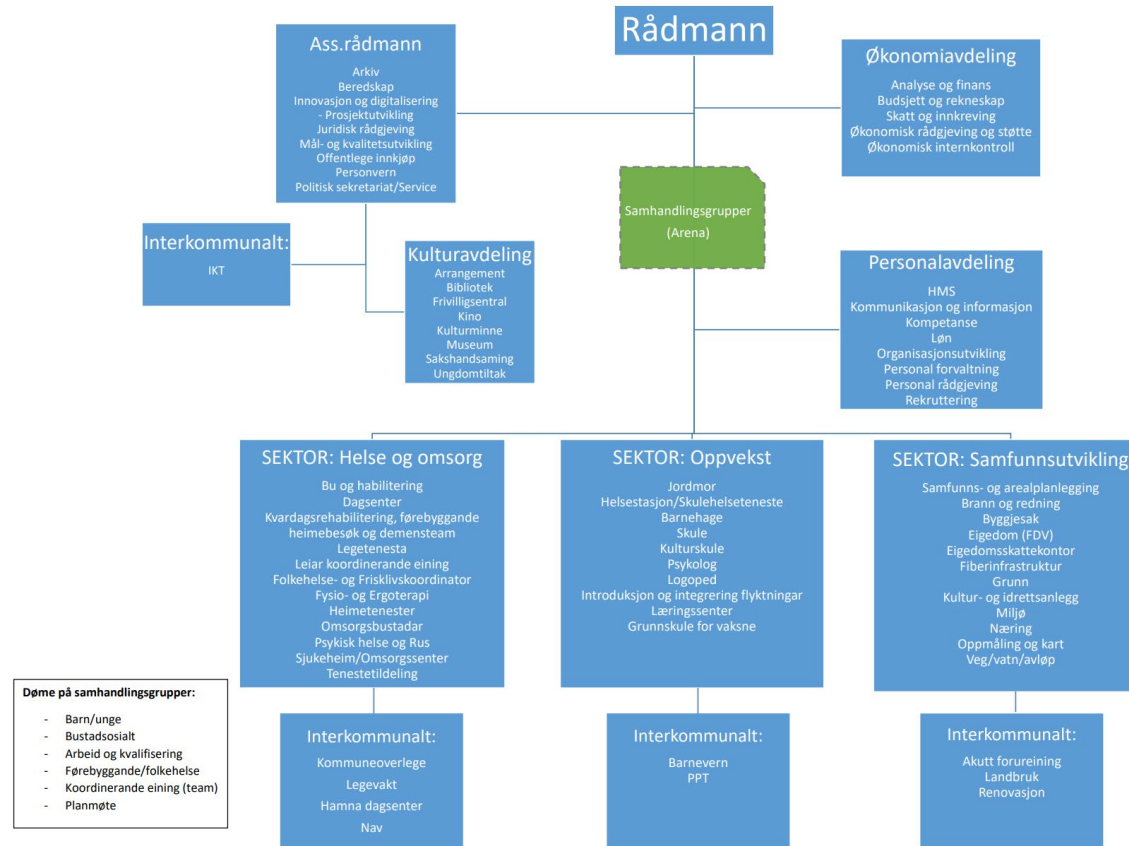 Rådmann
Ass.rådmann
Arkiv
Beredskap
Innovasjon og digitalisering
- Prosjektutvikling
Juridisk rådgjeving
Mål- og kvalitetsutvikling
Offentlege innkjøp
Personvern
Politisk sekretariat/Service
Økonomiavdeling
Analyse og finans
Budsjett og rekneskap
Skatt og innkreving
Økonomisk rådgjeving og støtte
Økonomisk internkontroll
Samhandlingsgrupper
(Arena)
Interkommunalt:
IKT
Kulturavdeling
Arrangement
Bibliotek
Frivilligsentral
Kino
Kulturminne
Museum
Sakshandsaming
Ungdomtiltak
Personalavdeling
HMS
Kommunikasjon og informasjon
Kompetanse
Løn
Organisasjonsutvikling
Personal forvaltning
Personal rådgjeving
Rekruttering
SEKTOR: Helse og omsorg
Bu og habilitering
Dagsenter
Kvardagsrehabilitering, førebyggande
heimebesøk og demensteam
Legetenesta
Leiar koordinerande eining
Folkehelse- og Frisklivskoordinator
Fysio- og Ergoterapi
Heimetenester
Omsorgsbustadar
Psykisk helse og Rus
Sjukeheim/Omsorgssenter
Tenestetildeling
SEKTOR: Oppvekst
Jordmor
Helsestasjon/Skulehelseteneste
Barnehage
Skule
Kulturskule
Psykolog
Logoped
Introduksjon og integrering flyktningar
Læringssenter
Grunnskule for vaksne
SEKTOR: Samfunnsutvikling
Samfunns- og arealplanlegging
Brann og redning
Byggjesak
Eigedom (FDV)
Eigedomsskattekontor
Fiberinfrastruktur
Grunn
Kultur- og idrettsanlegg
Miljø
Næring
Oppmåling og kart
Veg/vatn/avløp
Døme på samhandlingsgrupper:
- Barn/unge
- Bustadsosialt
- Arbeid og kvalifisering
- Førebyggande/folkehelse
- Koordinerande eining (team)
- Planmøte
Interkommunalt:
Kommuneoverlege
Legevakt
Hamna dagsenter
Nav
Interkommunalt:
Barnevern
PPT
Interkommunalt:
Akutt forureining
Landbruk
Renovasjon